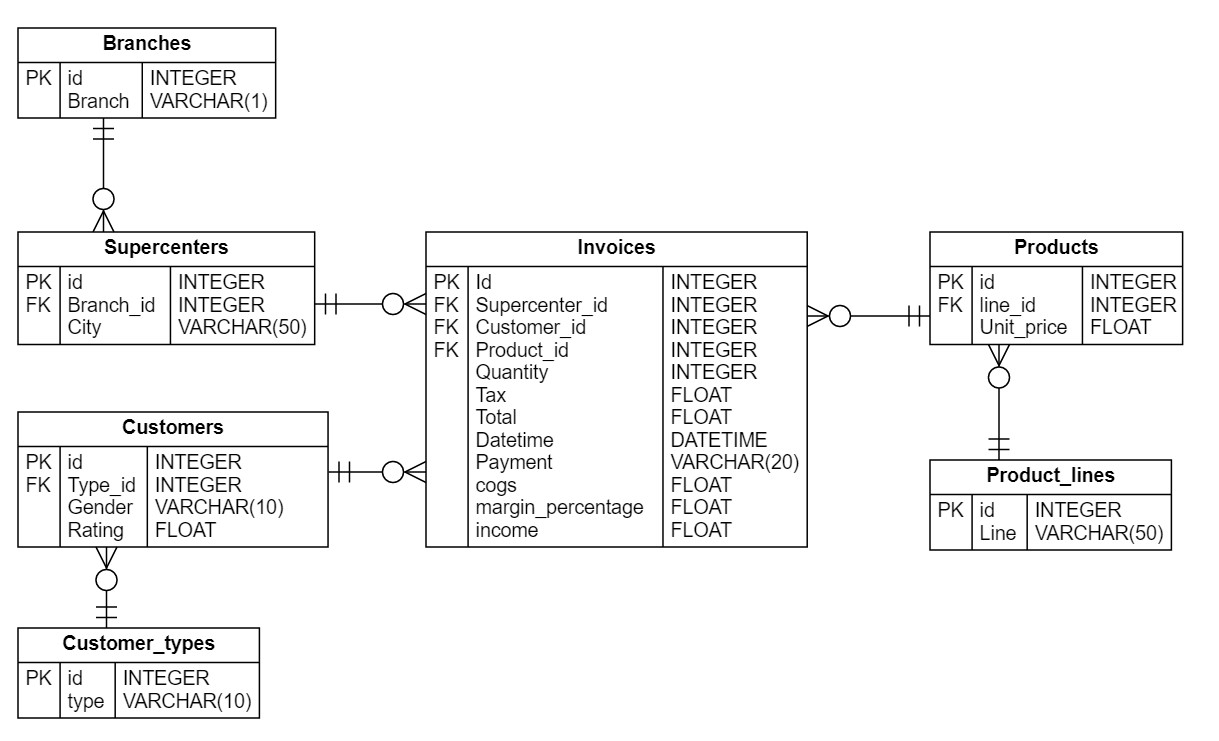 Branches
PK id INTEGER
Branch VARCHAR(1)
Supercenters
PK id INTEGER
FK Branch_id INTEGER
City VARCHAR(50)
Customers
PK id INTEGER
FK Type_id INTEGER
Gender VARCHAR(10)
Rating FLOAT
Customer_types
PK id INTEGER
type VARCHAR(10)
Invoices
PK Id INTEGER
FK Supercenter_id INTEGER
FK Customer_id INTEGER
FK Product_id INTEGER
Quantity INTEGER
Tax FLOAT
Total FLOAT
Datetime DATETIME
Payment VARCHAR(20)
cogs FLOAT
margin_percentage FLOAT
income FLOAT
Products
PK id INTEGER
FK line_id INTEGER
Unit_price FLOAT
Product_lines
PK id INTEGER
Line VARCHAR(50)